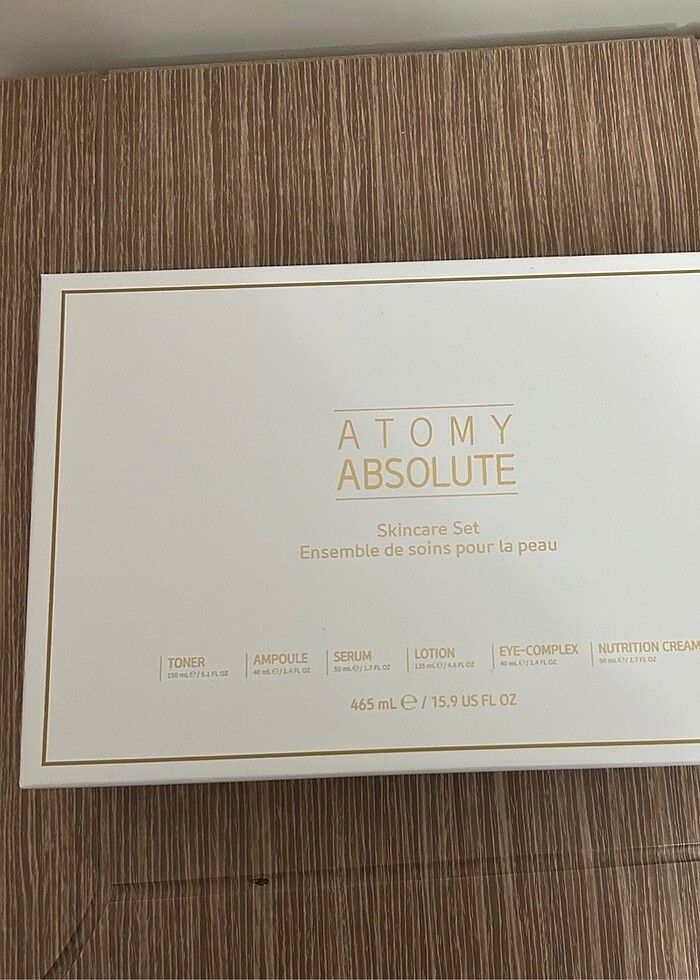 ATOMY
ABSOLUTE
Skincare Set
Ensemble de soins pour la peau
TONER
150 mL ℮ / 5.1 FL OZ
AMPOULE
40 mL ℮ / 1.4 FL OZ
SERUM
50 mL ℮ / 1.7 FL OZ
LOTION
135 mL ℮ / 4.6 FL OZ
EYE-COMPLEX
40 mL ℮ / 1.4 FL OZ
NUTRITION CREAM
50 mL ℮ / 1.7 FL OZ
465 mL ℮ / 15.9 US FL OZ